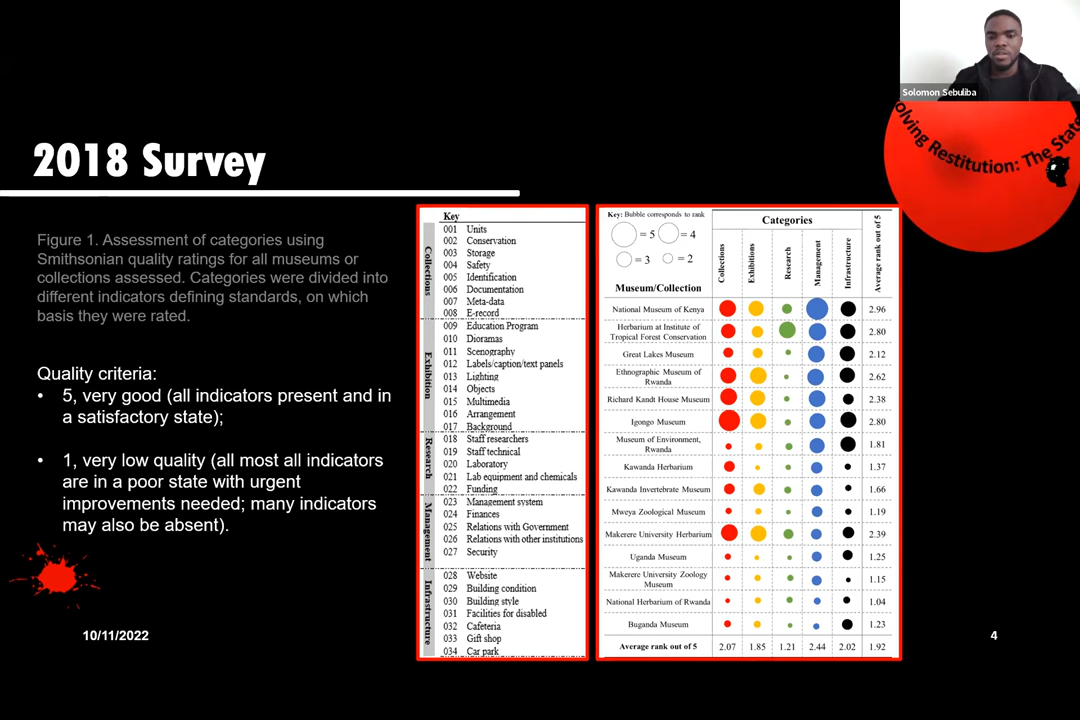 Solomon Sebuliba
olving Restitution: The State
2018 Survey
Figure 1. Assessment of categories using
Smithsonian quality ratings for all museums or
collections assessed. Categories were divided into
different indicators defining standards, on which
basis they were rated.
Quality criteria:
• 5, very good (all indicators present and in
a satisfactory state);
• 1, very low quality (all most all indicators
are in a poor state with urgent
improvements needed; many indicators
may also be absent).
10/11/2022
Key
Collections
001 Units
002 Conservation
003 Storage
004 Safety
005 Identification
006 Documentation
007 Meta-data
008 E-record
Exhibition
009 Education Program
010 Dioramas
011 Scenography
012 Labels/caption/text panels
013 Lighting
014 Objects
015 Multimedia
016 Arrangement
017 Background
Research
018 Staff researchers
019 Staff technical
020 Laboratory
021 Lab equipment and chemicals
022 Funding
Management
023 Management system
024 Finances
025 Relations with Government
026 Relations with other institutions
027 Security
Infrastructure
028 Website
029 Building condition
030 Building style
031 Facilities for disabled
032 Cafeteria
033 Gift shop
034 Car park
Key: Bubble corresponds to rank
= 5 = 4
= 3 = 2
Museum/Collection
Categories
Collections
Exhibitions
Research
Management
Infrastructure
Average rank out of 5
National Museum of Kenya 2.96
Herbarium at Institute of
Tropical Forest Conservation 2.80
Great Lakes Museum 2.12
Ethnographic Museum of
Rwanda 2.62
Richard Kandt House Museum 2.38
Igongo Museum 2.80
Museum of Environment,
Rwanda 1.81
Kawanda Herbarium 1.37
Kawanda Invertebrate Museum 1.66
Mweya Zoological Museum 1.19
Makerere University Herbarium 2.39
Uganda Museum 1.25
Makerere University Zoology
Museum 1.15
National Herbarium of Rwanda 1.04
Buganda Museum 1.23
Average rank out of 5 2.07 1.85 1.21 2.44 2.02 1.92
4